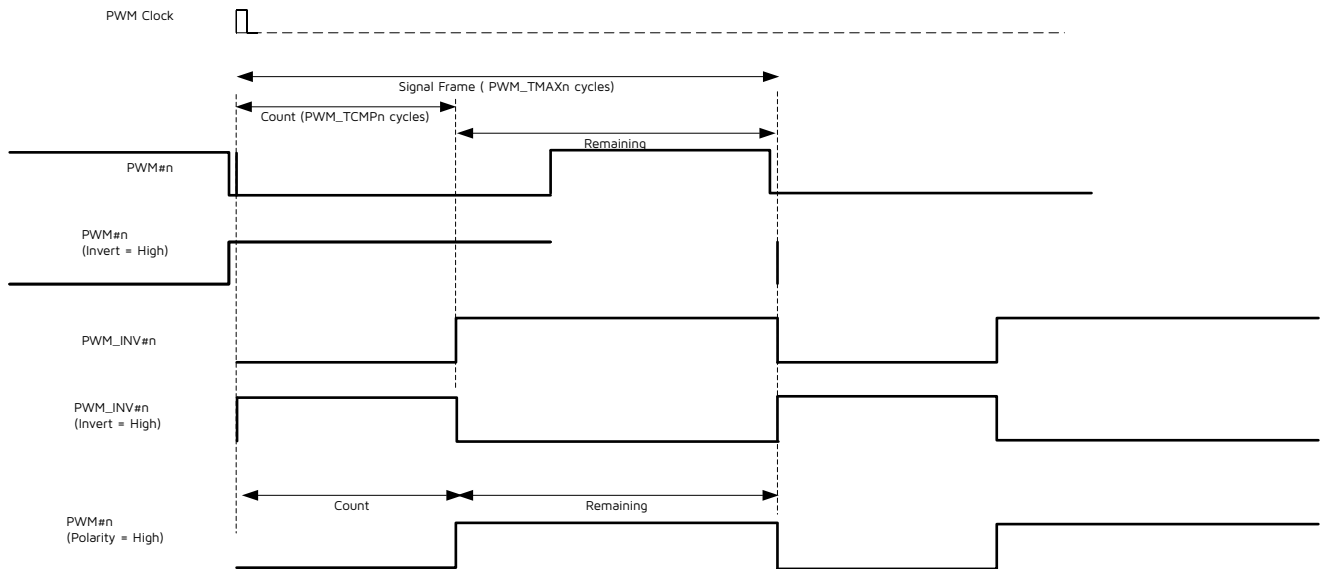 PWM Clock
Signal Frame ( PWM_TMAXn cycles)
Count (PWM_TCMPn cycles)
Remaining
PWM#n
PWM#n
(Invert = High)
PWM_INV#n
PWM_INV#n
(Invert = High)
Count
Remaining
PWM#n
(Polarity = High)